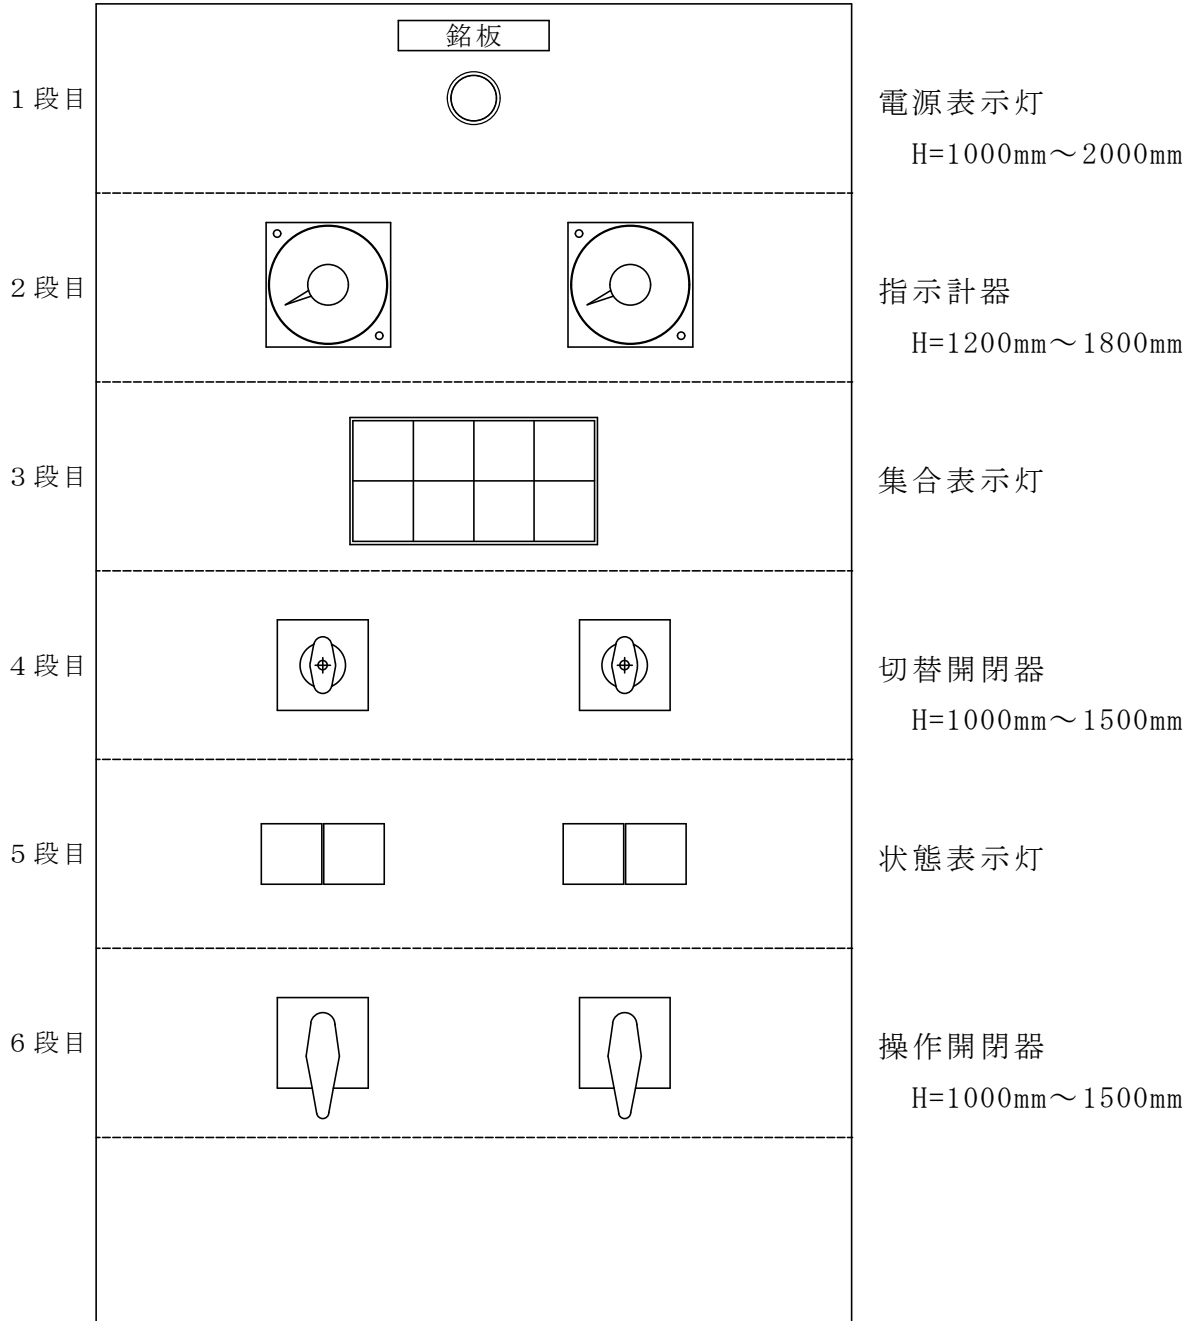 銘板
1段目
電源表示灯
H=1000mm～2000mm
2段目
指示計器
H=1200mm～1800mm
3段目
集合表示灯
4段目
切替開閉器
H=1000mm～1500mm
5段目
状態表示灯
6段目
操作開閉器
H=1000mm～1500mm